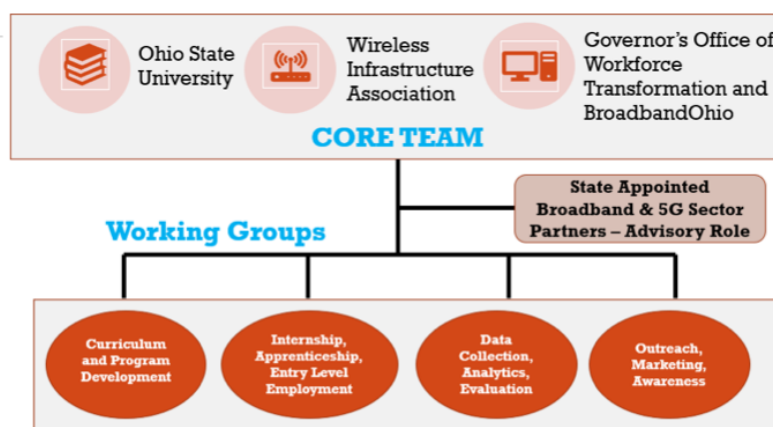 Ohio State
University
Wireless
Infrastructure
Association
Governor's Office of
Workforce
Transformation and
BroadbandOhio
CORE TEAM
State Appointed
Broadband & 5G Sector
Partners – Advisory Role
Working Groups
Curriculum
and Program
Development
Internship,
Apprenticeship,
Entry Level
Employment
Data
Collection,
Analytics,
Evaluation
Outreach,
Marketing,
Awareness